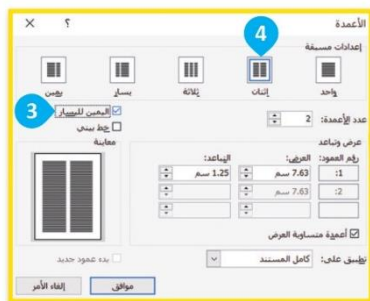 الأعمدة ؟ ×
إعدادات مسبقة
4
واحد إثنان ثلاثة يسار يمين
عدد الأعمدة: 2
3 اليمين لليسار
خط بيني
عرض وتباعد
معاينة
رقم العمود: العرض: التباعد:
1: 7.63 سم 1.25 سم
2: 7.63 سم
أعمدة متساوية العرض
تطبيق على: كامل المستند
بدء عمود جديد
موافق إلغاء الأمر